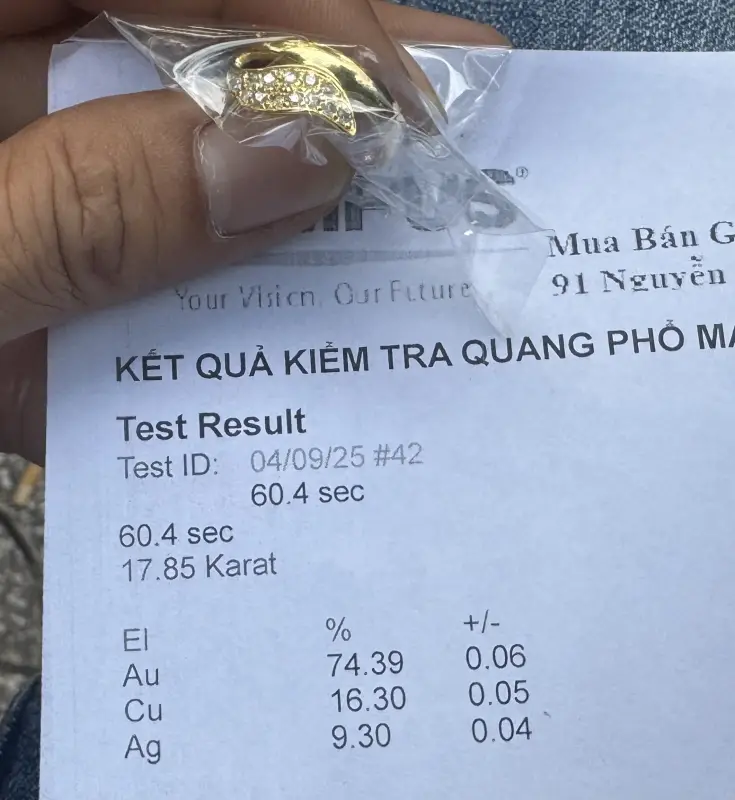 Mua Bán G
91 Nguyễn
Your Vision, Our Future
KẾT QUẢ KIỂM TRA QUANG PHỔ MA
Test Result
Test ID: 04/09/25 #42
60.4 sec
60.4 sec
17.85 Karat
El % +/-
Au 74.39 0.06
Cu 16.30 0.05
Ag 9.30 0.04